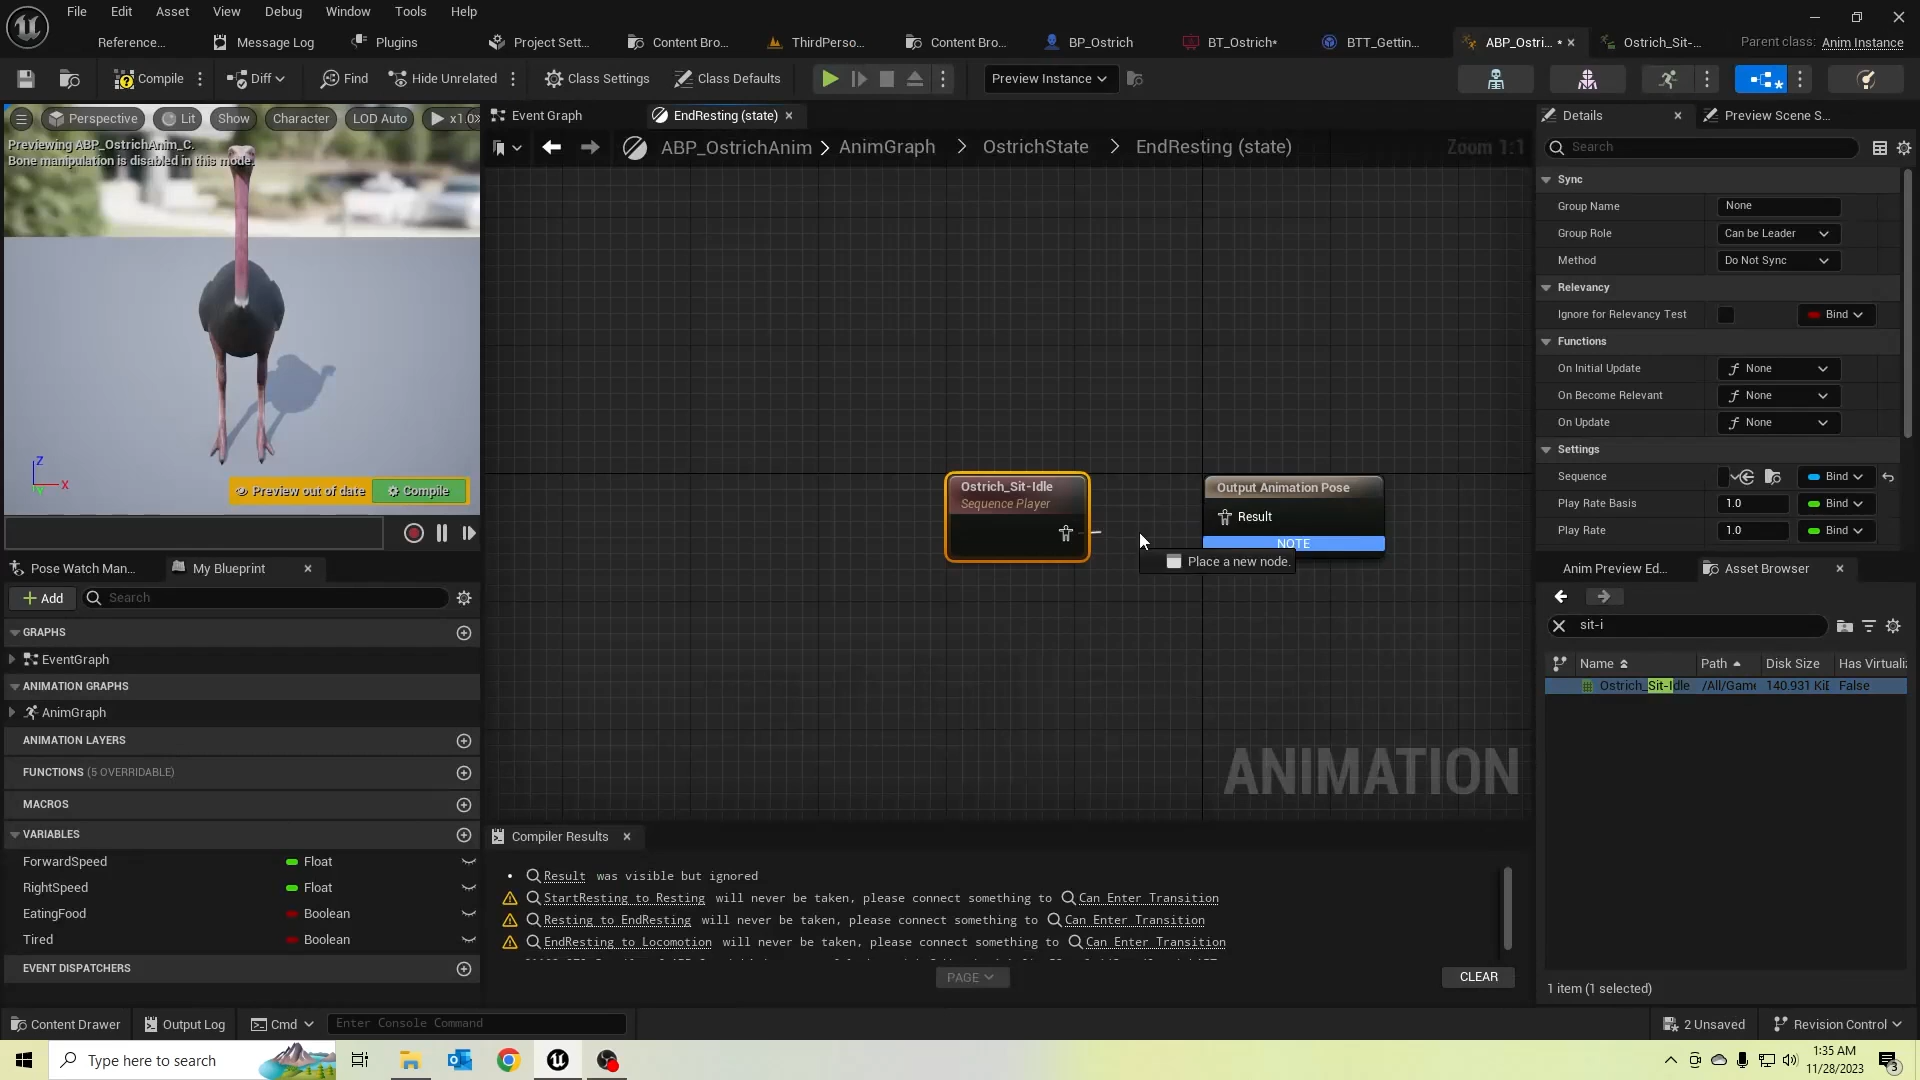 File Edit Asset View Debug Window Tools Help
Reference... Message Log Plugins Project Sett... Content Bro... ThirdPerso... Content Bro... BP_Ostrich BT_Ostrich* BTT_Gettin... ABP_Ostri... * Ostrich_Sit-... Parent class: Anim Instance
Compile Diff Find Hide Unrelated Class Settings Class Defaults Preview Instance
Perspective Lit Show Character LOD Auto x1.0
Previewing ABP_OstrichAnim_C.
Bone manipulation is disabled in this mode.
Z
X
Y
Preview out of date Compile
Pose Watch Man... My Blueprint
Add Search
GRAPHS
EventGraph
ANIMATION GRAPHS
AnimGraph
ANIMATION LAYERS
FUNCTIONS (5 OVERRIDABLE)
MACROS
VARIABLES
ForwardSpeed Float
RightSpeed Float
EatingFood Boolean
Tired Boolean
EVENT DISPATCHERS
Event Graph EndResting (state)
ABP_OstrichAnim > AnimGraph > OstrichState > EndResting (state) Zoom 1:1
Ostrich_Sit-Idle
Sequence Player
Output Animation Pose
Result
NOTE
Place a new node.
ANIMATION
Compiler Results
Result was visible but ignored
StartResting to Resting will never be taken, please connect something to Can Enter Transition
Resting to EndResting will never be taken, please connect something to Can Enter Transition
EndResting to Locomotion will never be taken, please connect something to Can Enter Transition
PAGE CLEAR
Details Preview Scene S...
Search
Sync
Group Name None
Group Role Can be Leader
Method Do Not Sync
Relevancy
Ignore for Relevancy Test Bind
Functions
On Initial Update None
On Become Relevant None
On Update None
Settings
Sequence Bind
Play Rate Basis 1.0 Bind
Play Rate 1.0 Bind
Anim Preview Ed... Asset Browser
sit-i
Name Path Disk Size Has Virtualiz
Ostrich_Sit-Idle /All/Game 140.931 KiE False
1 item (1 selected)
Content Drawer Output Log Cmd Enter Console Command 2 Unsaved Revision Control
Type here to search
1:35 AM
11/28/2023
3